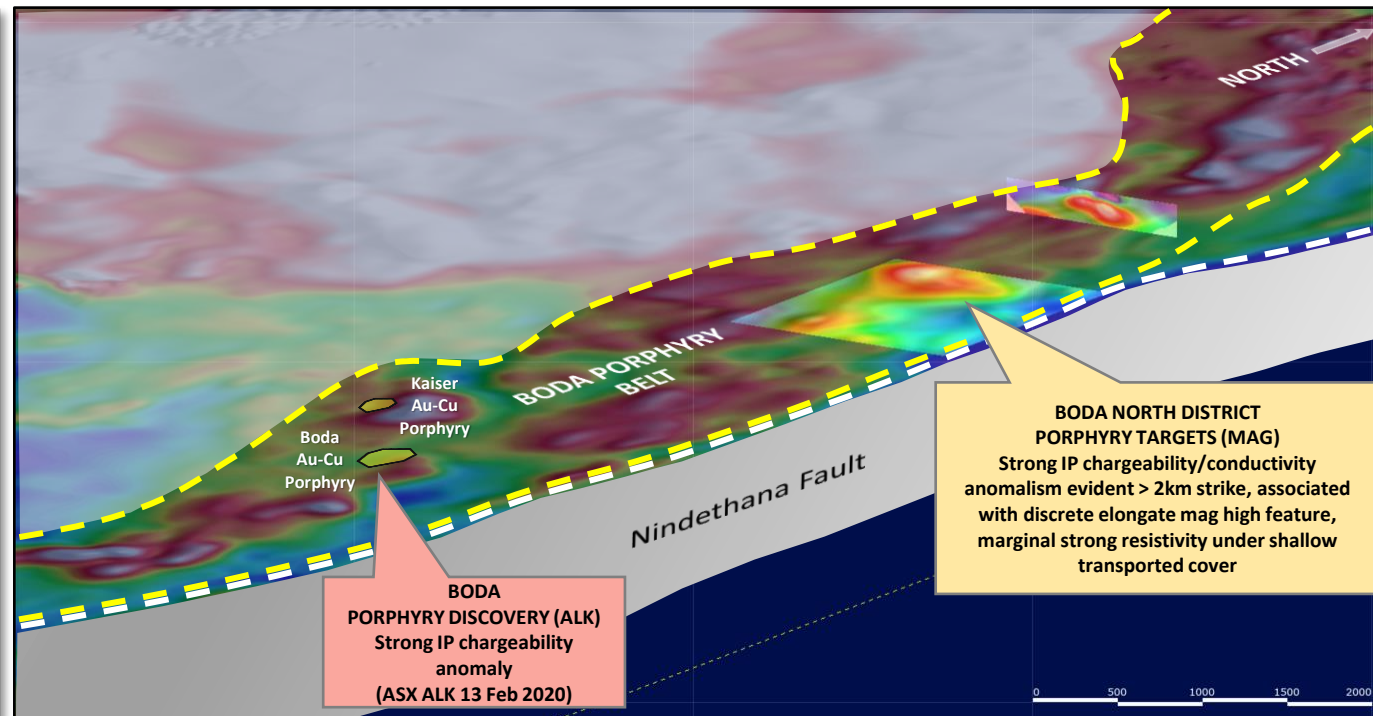 NORTH
BODA PORPHYRY
BELT
Kaiser
Au-Cu
Porphyry
Boda
Au-Cu
Porphyry
Nindethana Fault
BODA NORTH DISTRICT
PORPHYRY TARGETS (MAG)
Strong IP chargeability/conductivity
anomalism evident > 2km strike, associated
with discrete elongate mag high feature,
marginal strong resistivity under shallow
transported cover
BODA
PORPHYRY DISCOVERY (ALK)
Strong IP chargeability
anomaly
(ASX ALK 13 Feb 2020)
0 500 1000 1500 2000